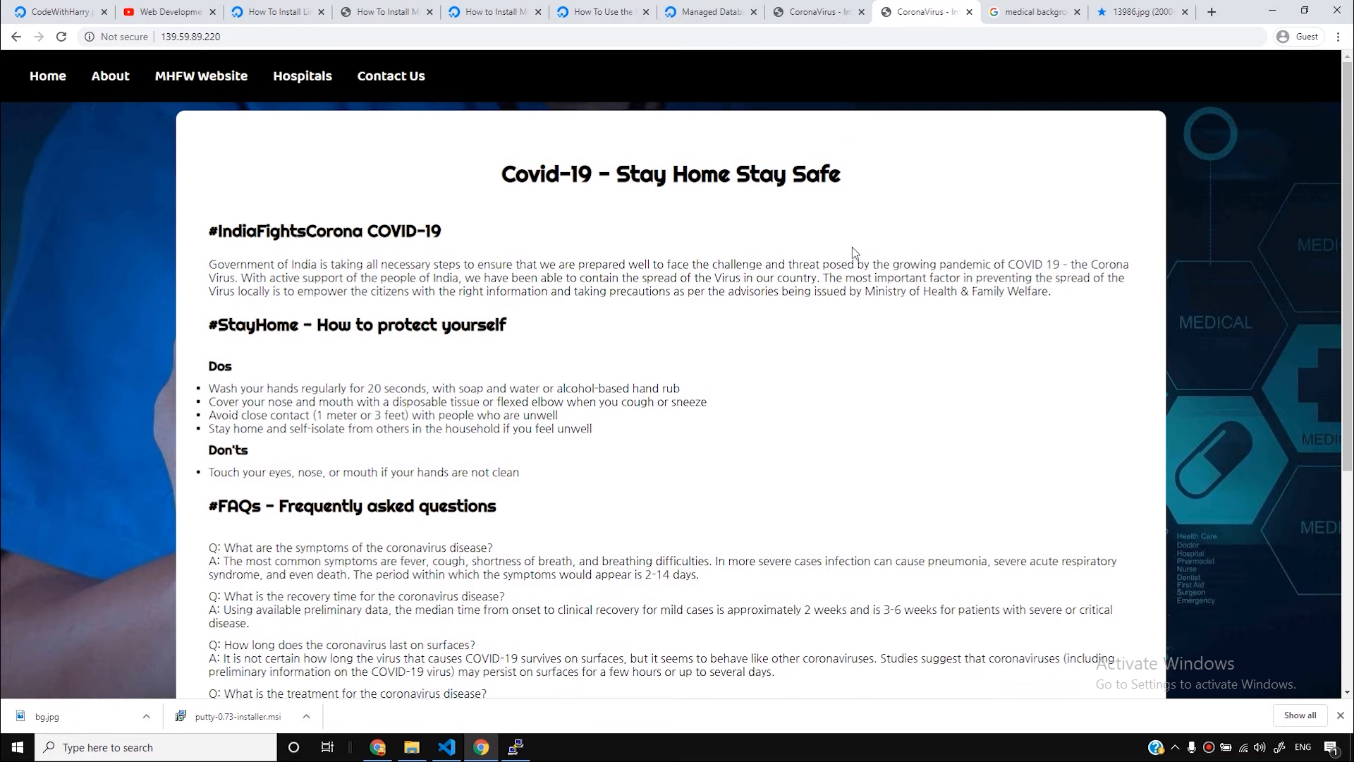 CodeWithHarry p
Web Developme
How To Install Li
How To Install M
How to Install M
How To Use the
Managed Databa
CoronaVirus - In
CoronaVirus - In
medical backgro
13986.jpg (2000
Not secure
139.59.89.220
Guest
Home
About
MHFW Website
Hospitals
Contact Us
Covid-19 - Stay Home Stay Safe
#IndiaFightsCorona COVID-19
Government of India is taking all necessary steps to ensure that we are prepared well to face the challenge and threat posed by the growing pandemic of COVID 19 - the Corona
Virus. With active support of the people of India, we have been able to contain the spread of the Virus in our country. The most important factor in preventing the spread of the
Virus locally is to empower the citizens with the right information and taking precautions as per the advisories being issued by Ministry of Health & Family Welfare.
#StayHome - How to protect yourself
Dos
• Wash your hands regularly for 20 seconds, with soap and water or alcohol-based hand rub
• Cover your nose and mouth with a disposable tissue or flexed elbow when you cough or sneeze
• Avoid close contact (1 meter or 3 feet) with people who are unwell
• Stay home and self-isolate from others in the household if you feel unwell
Don'ts
• Touch your eyes, nose, or mouth if your hands are not clean
#FAQs - Frequently asked questions
Q: What are the symptoms of the coronavirus disease?
A: The most common symptoms are fever, cough, shortness of breath, and breathing difficulties. In more severe cases infection can cause pneumonia, severe acute respiratory
syndrome, and even death. The period within which the symptoms would appear is 2-14 days.
Q: What is the recovery time for the coronavirus disease?
A: Using available preliminary data, the median time from onset to clinical recovery for mild cases is approximately 2 weeks and is 3-6 weeks for patients with severe or critical
disease.
Q: How long does the coronavirus last on surfaces?
A: It is not certain how long the virus that causes COVID-19 survives on surfaces, but it seems to behave like other coronaviruses. Studies suggest that coronaviruses (including
preliminary information on the COVID-19 virus) may persist on surfaces for a few hours or up to several days.
Q: What is the treatment for the coronavirus disease?
MEDI
MEDICAL
MEDIC
MEDI
Health Care
Doctor
Hospital
Pharmacist
Nurse
Dentist
First Aid
Surgeon
Emergency
Activate Windows
Go to Settings to activate Windows.
bg.jpg
putty-0.73-installer.msi
Show all
Type here to search
ENG
1